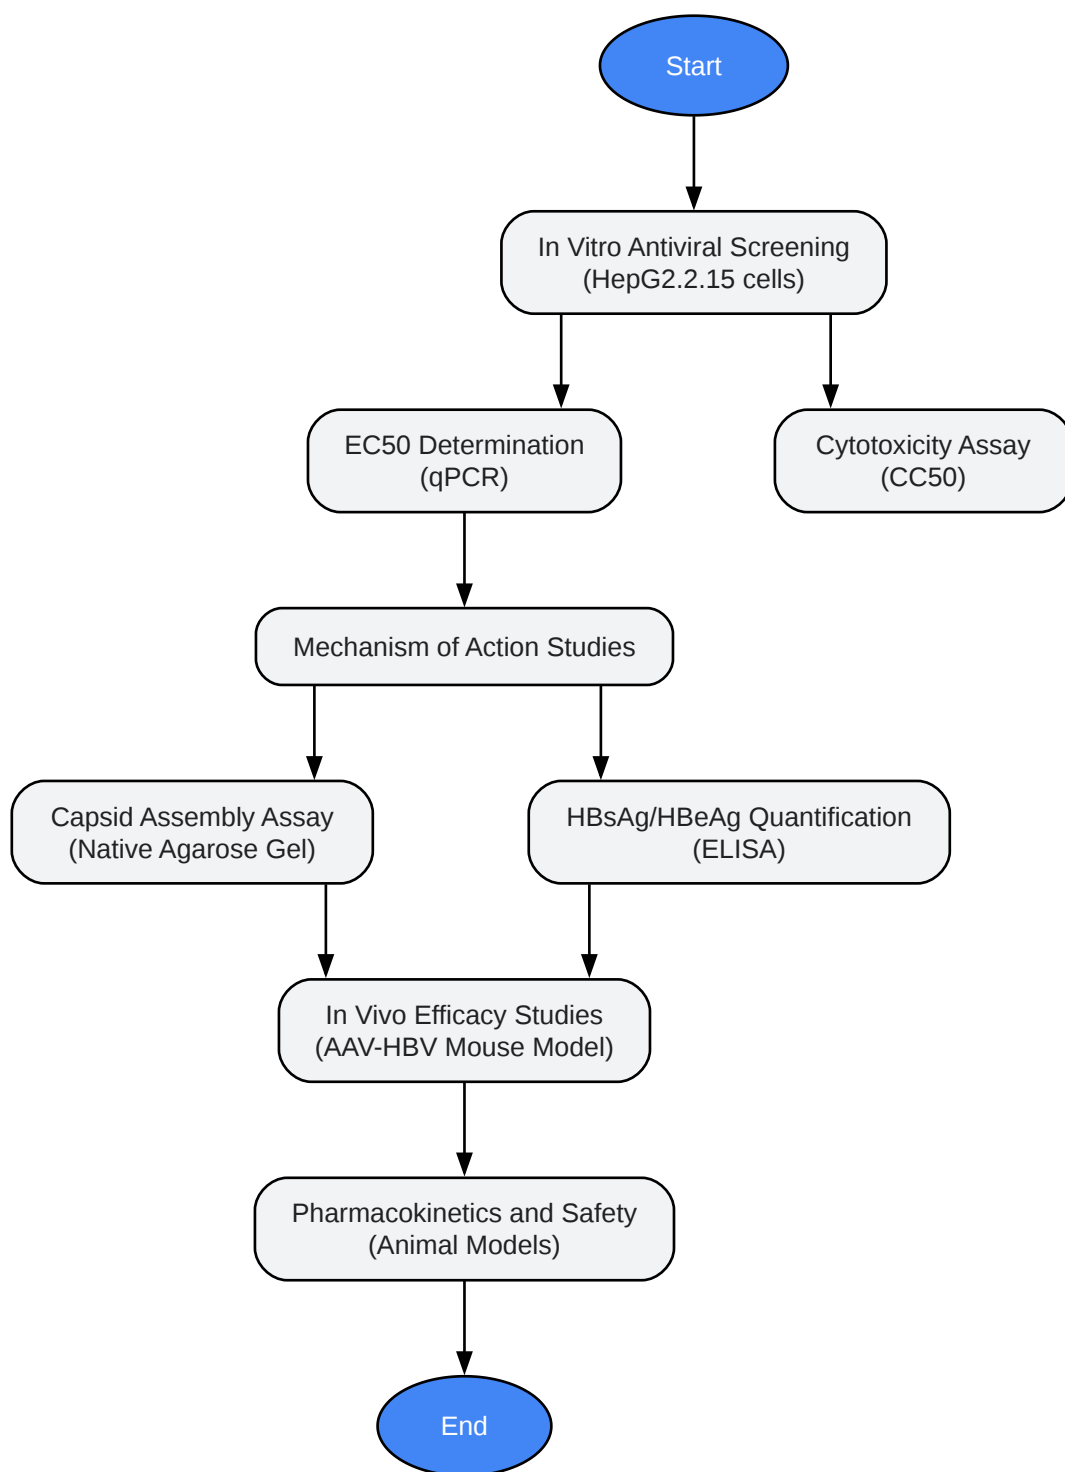 Start
In Vitro Antiviral Screening
(HepG2.2.15 cells)
EC50 Determination
(qPCR)
Cytotoxicity Assay
(CC50)
Mechanism of Action Studies
Capsid Assembly Assay
(Native Agarose Gel)
HBsAg/HBeAg Quantification
(ELISA)
In Vivo Efficacy Studies
(AAV-HBV Mouse Model)
Pharmacokinetics and Safety
(Animal Models)
End